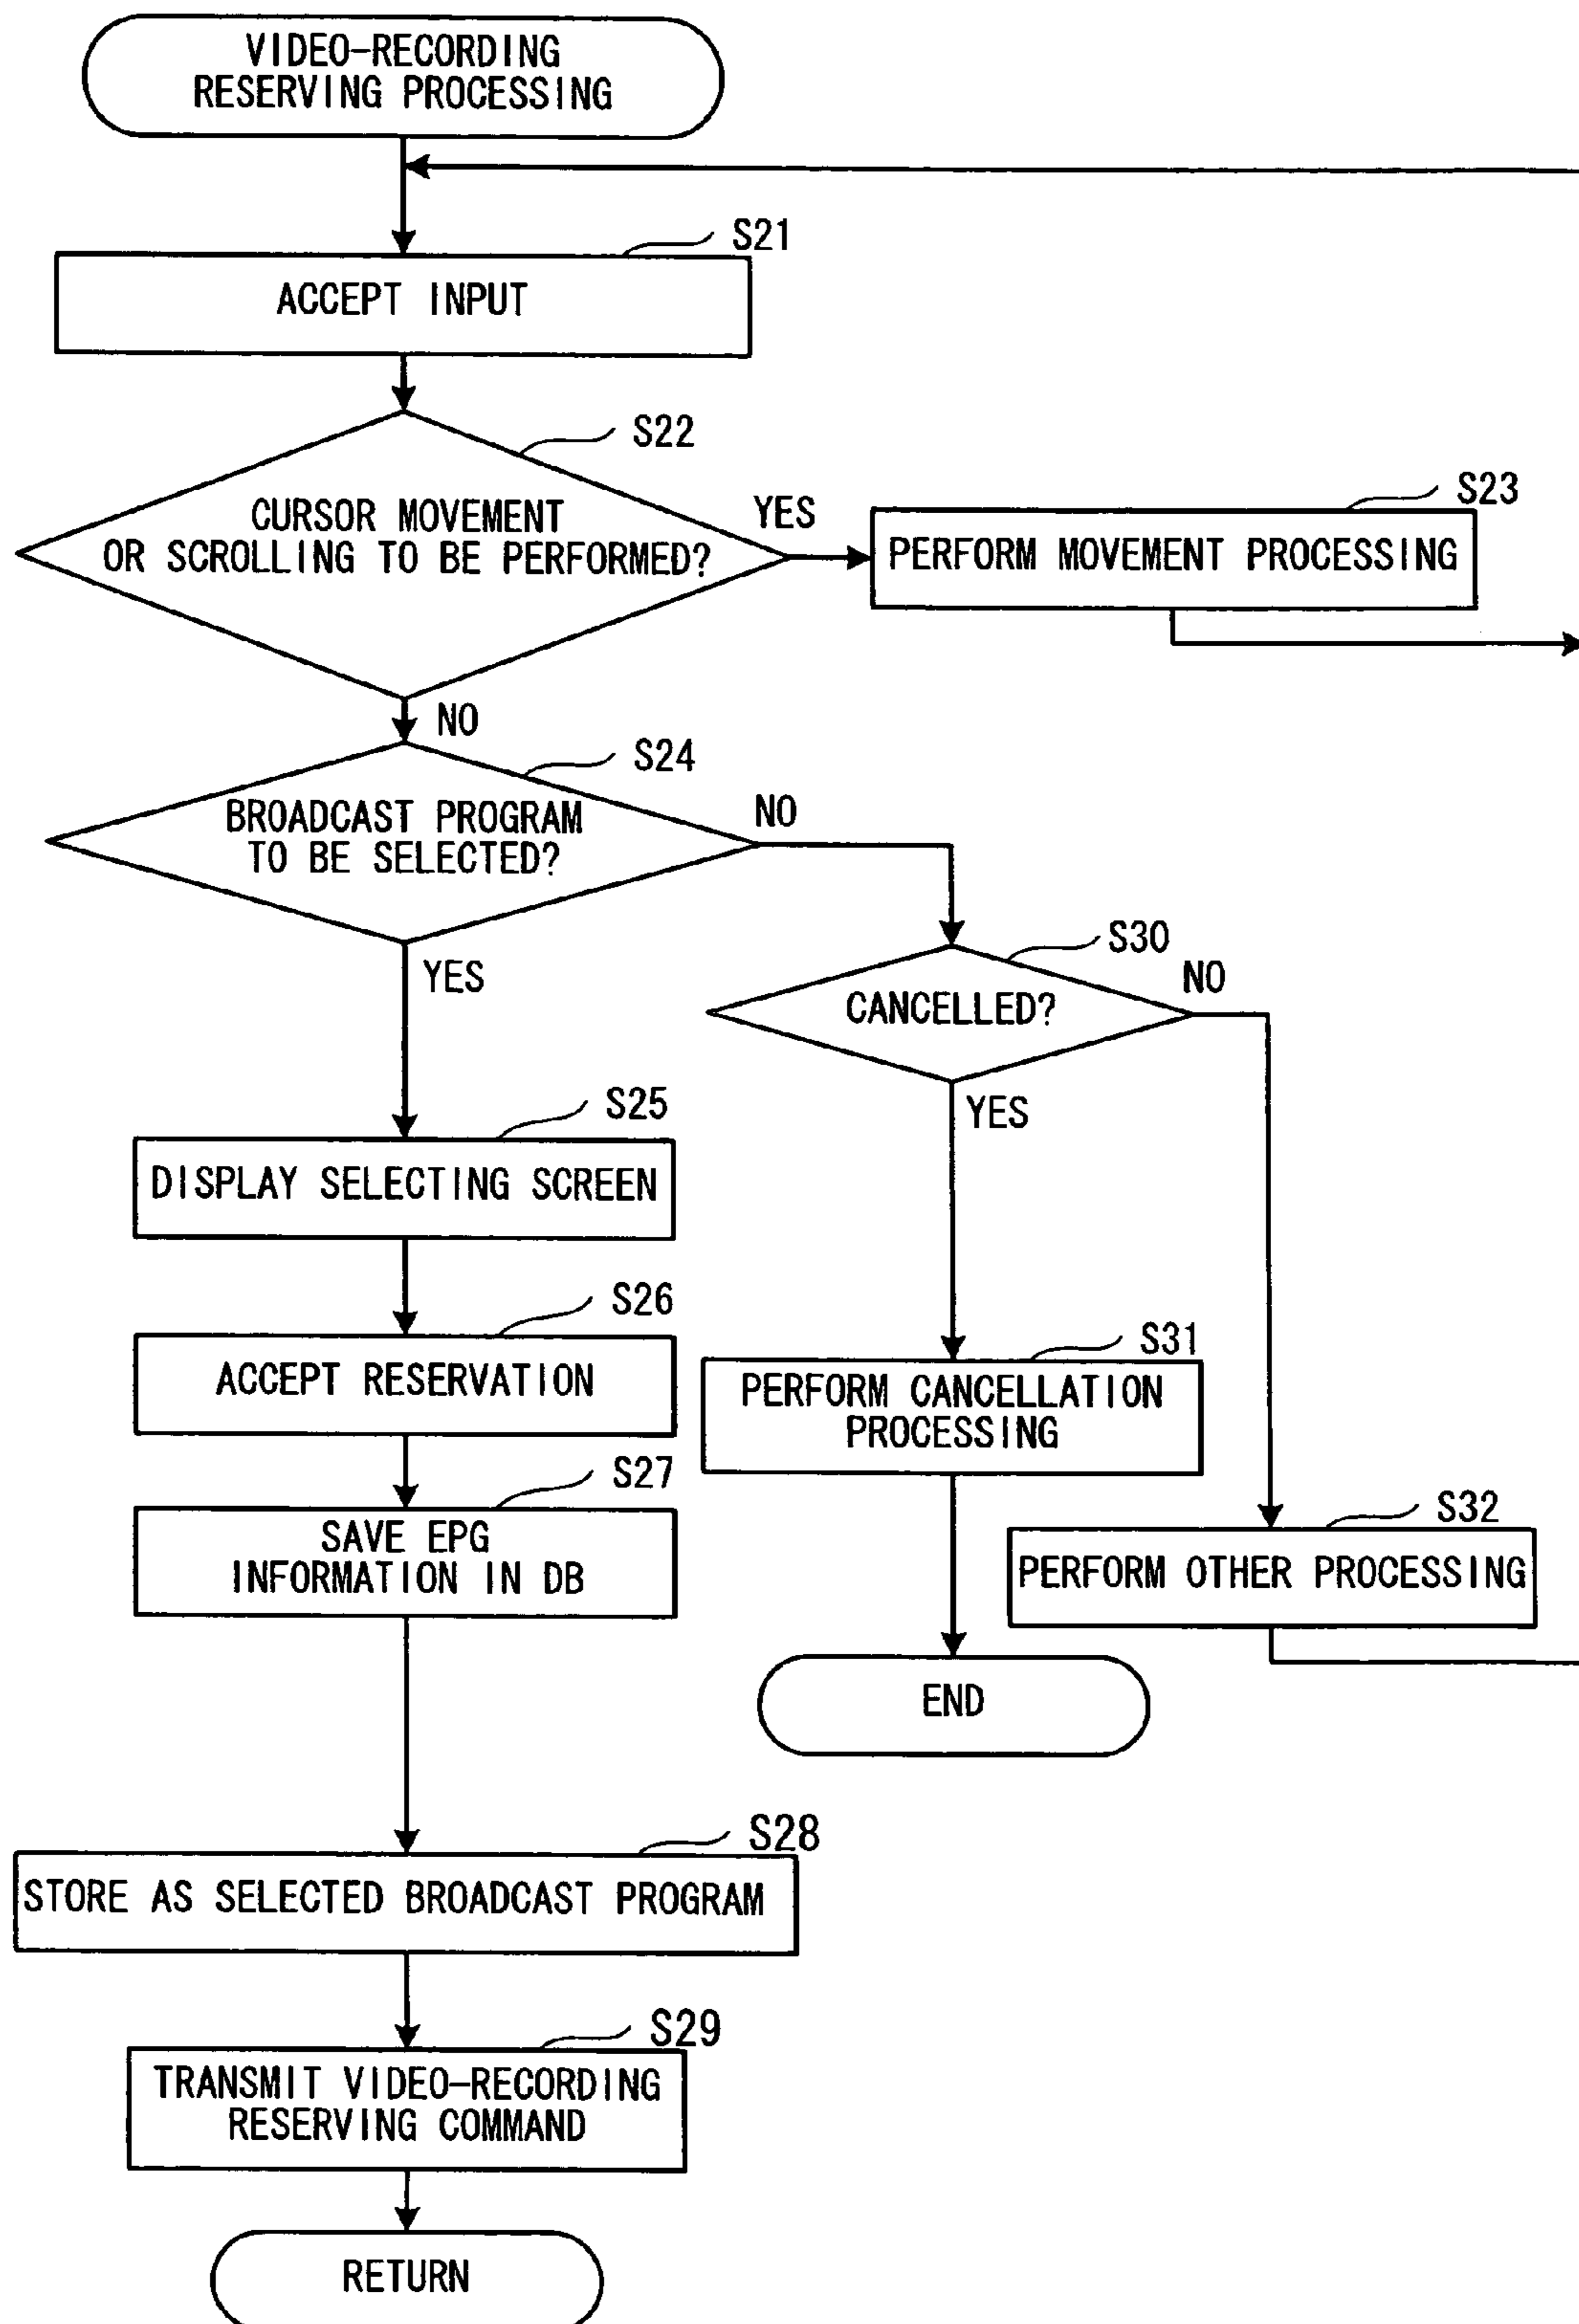 VIDEO-RECORDING
RESERVING PROCESSING
S21
ACCEPT INPUT
S22
CURSOR MOVEMENT
OR SCROLLING TO BE PERFORMED?
YES
S23
PERFORM MOVEMENT PROCESSING
NO
S24
BROADCAST PROGRAM
TO BE SELECTED?
NO
YES
S30
CANCELLED?
NO
YES
S25
DISPLAY SELECTING SCREEN
S26
ACCEPT RESERVATION
S31
PERFORM CANCELLATION
PROCESSING
S27
SAVE EPG
INFORMATION IN DB
S32
PERFORM OTHER PROCESSING
END
S28
STORE AS SELECTED BROADCAST PROGRAM
S29
TRANSMIT VIDEO-RECORDING
RESERVING COMMAND
RETURN